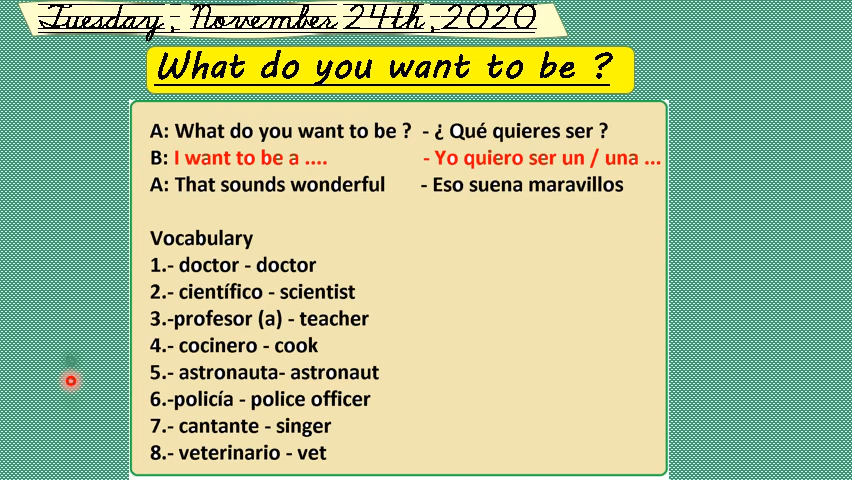 Tuesday, November 24th, 2020
What do you want to be ?
A: What do you want to be ? - ¿ Qué quieres ser ?
B: I want to be a .... - Yo quiero ser un / una ...
A: That sounds wonderful - Eso suena maravillos
Vocabulary
1.- doctor - doctor
2.- científico - scientist
3.-profesor (a) - teacher
4.- cocinero - cook
5.- astronauta- astronaut
6.-policía - police officer
7.- cantante - singer
8.- veterinario - vet